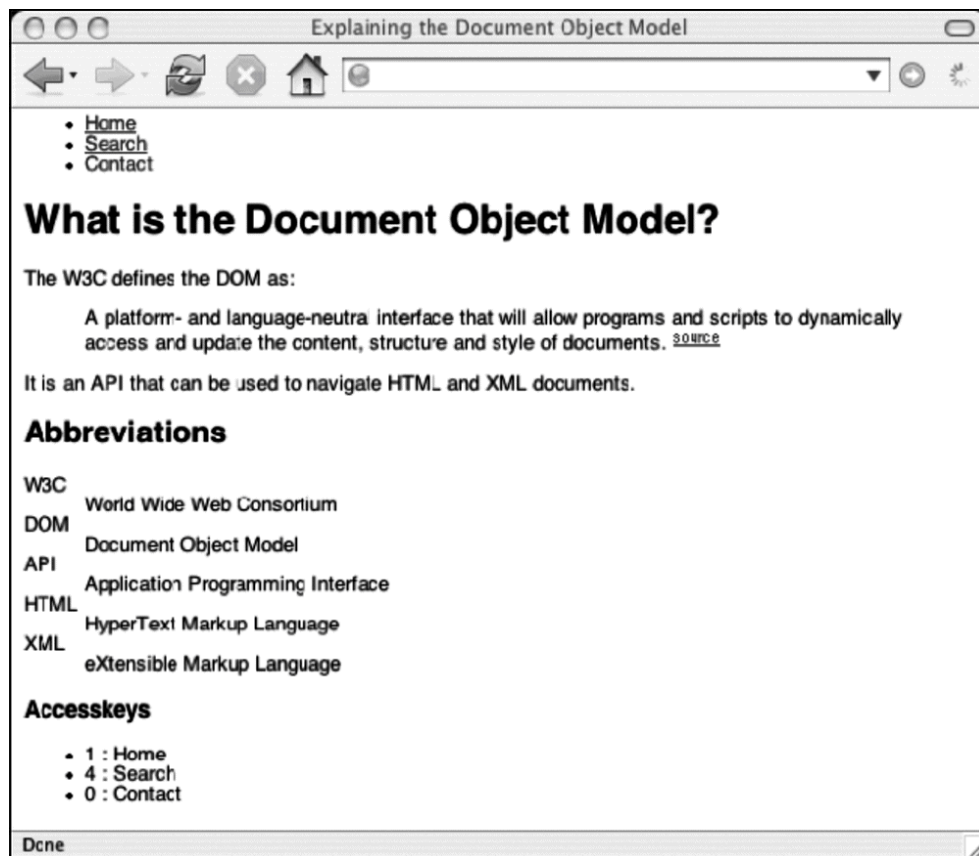 Explaining the Document Object Model
• Home
• Search
• Contact
What is the Document Object Model?
The W3C defines the DOM as:
A platform- and language-neutral interface that will allow programs and scripts to dynamically
access and update the content, structure and style of documents. source
It is an API that can be used to navigate HTML and XML documents.
Abbreviations
W3C
World Wide Web Consortium
DOM
Document Object Model
API
Application Programming Interface
HTML
HyperText Markup Language
XML
eXtensible Markup Language
Accesskeys
• 1 : Home
• 4 : Search
• 0 : Contact
Done